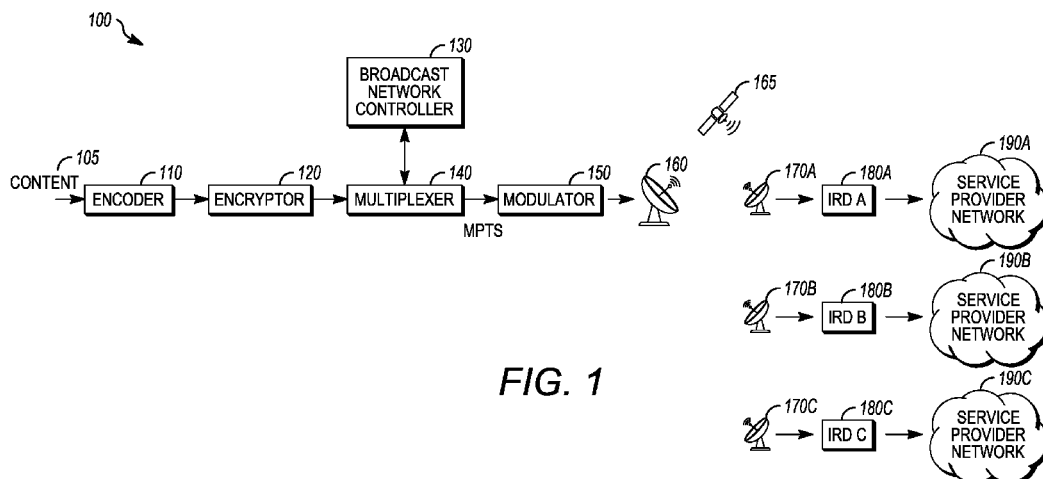 100
130
BROADCAST
NETWORK
CONTROLLER
165
105
CONTENT
110
ENCODER
120
ENCRYPTOR
140
MULTIPLEXER
MPTS
150
MODULATOR
160
170A
180A
IRD A
190A
SERVICE
PROVIDER
NETWORK
170B
180B
IRD B
190B
SERVICE
PROVIDER
NETWORK
170C
180C
IRD C
190C
SERVICE
PROVIDER
NETWORK
FIG. 1